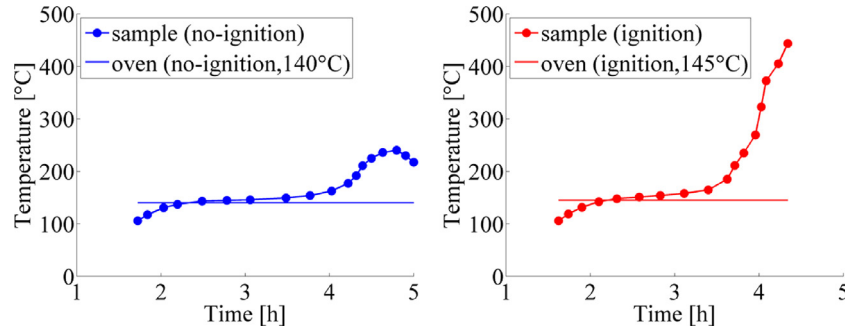 500
400
300
200
100
0
Temperature [°C]
sample (no-ignition)
oven (no-ignition,140°C)
1
2
3
4
5
Time [h]
500
400
300
200
100
0
Temperature [°C]
sample (ignition)
oven (ignition,145°C)
1
2
3
4
5
Time [h]